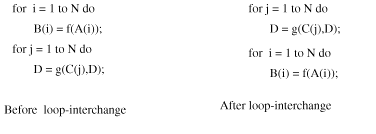 for i = 1 to N do
B(i) = f(A(i));
for j = 1 to N do
D = g(C(j),D);
Before loop-interchange
for j = 1 to N do
D = g(C(j),D);
for i = 1 to N do
B(i) = f(A(i));
After loop-interchange